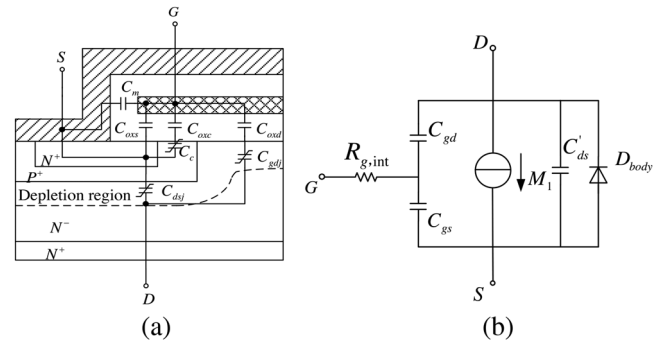 G
S
C_m
C_oxs
C_oxc
C_oxd
C_c
C_gdj
N^+
P^+
Depletion region
C_dsj
N^-
N^+
D
(a)
D
C_gd
R_g,int
G
C_gs
M_1
C'_ds
D_body
S
(b)